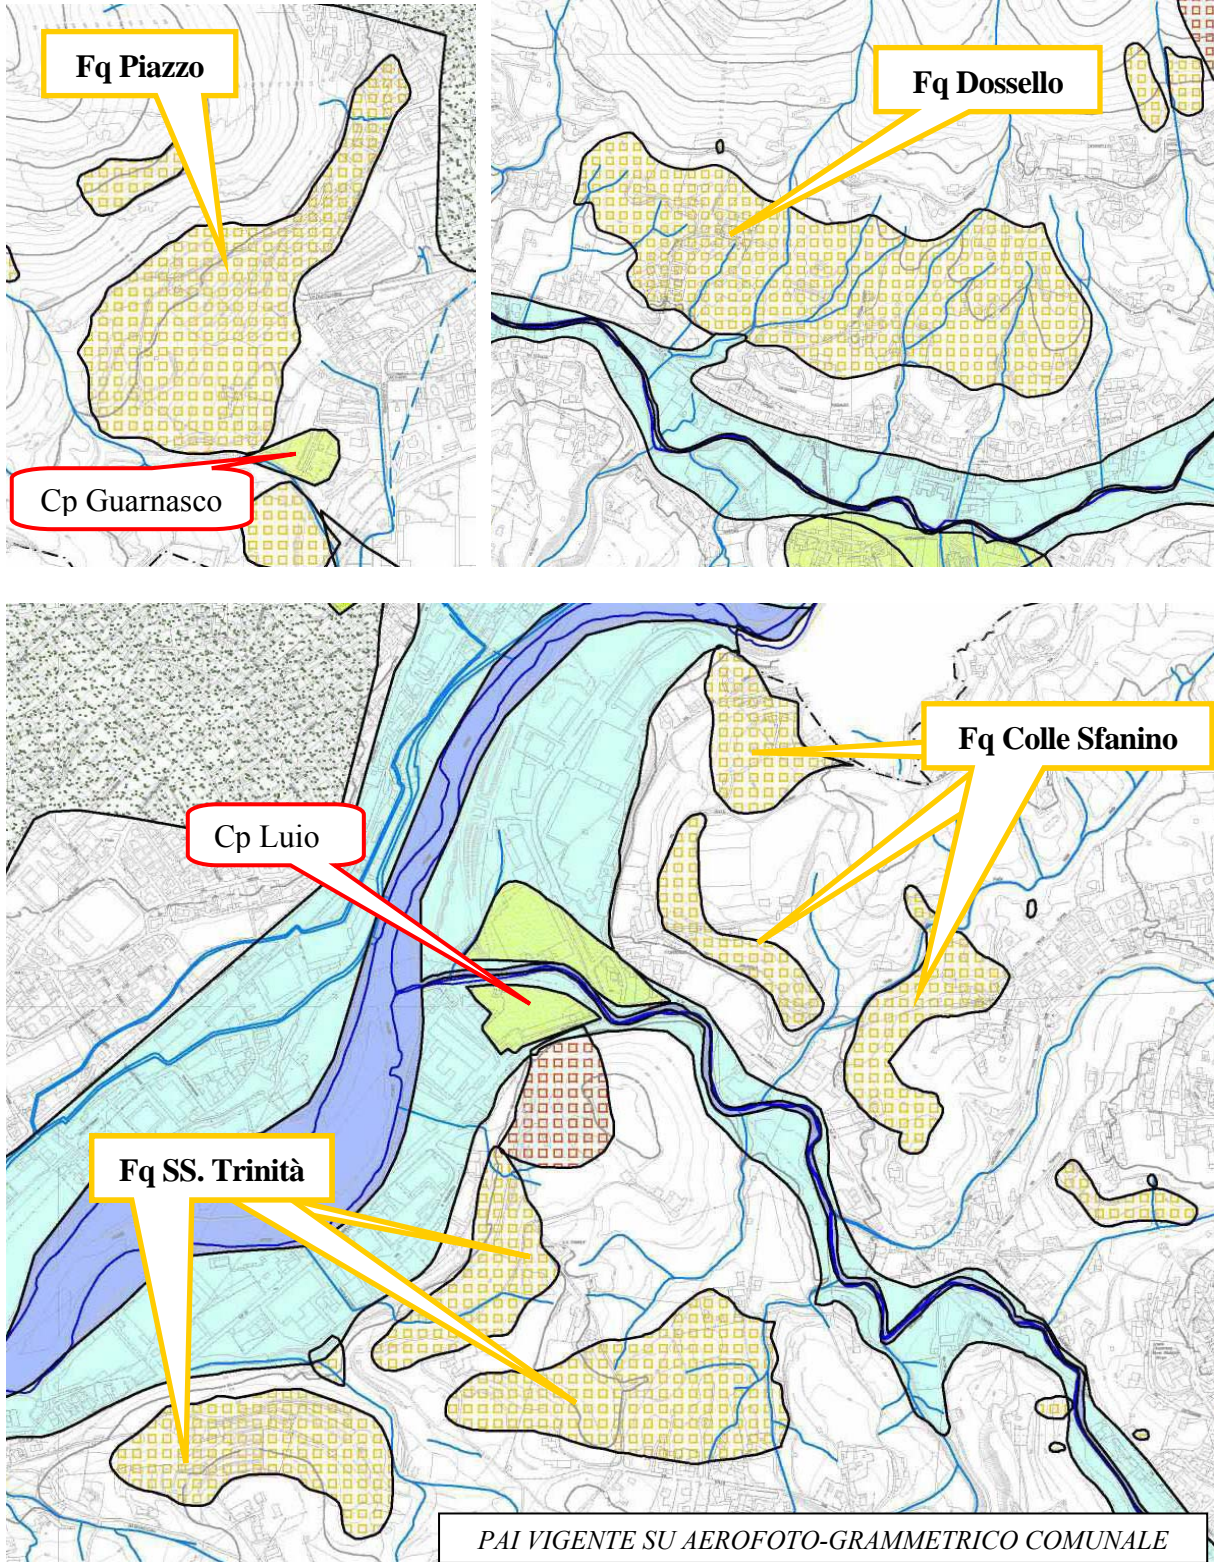 Fq Piazzo
Fq Dossello
Cp Guarnasco
Fq Colle Sfanino
Cp Luio
Fq SS. Trinità
PAI VIGENTE SU AEROFOTO-GRAMMETRICO COMUNALE